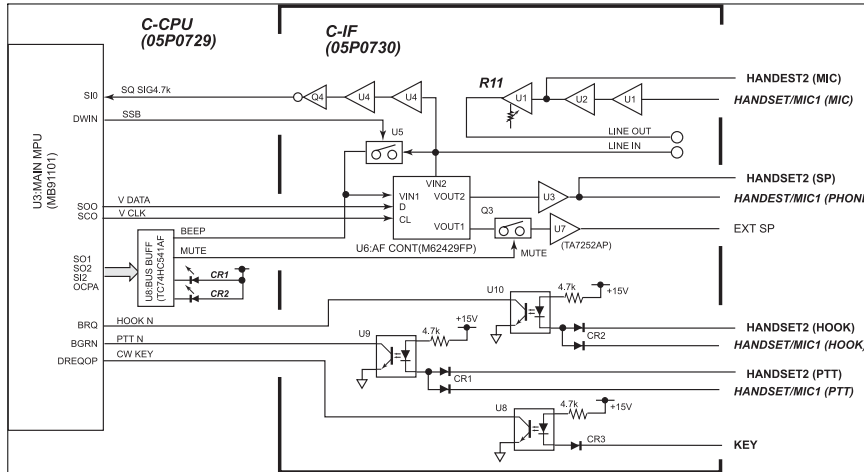 C-CPU
(05P0729)
C-IF
(05P0730)
U3:MAIN MPU
(MB91101)
SI0
SQ SIG4.7k
Q4
U4
U4
R11
U1
U2
U1
HANDEST2 (MIC)
HANDSET/MIC1 (MIC)
DWIN
SSB
U5
LINE OUT
LINE IN
VIN2
VIN1
VOUT2
D
CL
VOUT1
U3
HANDSET2 (SP)
HANDEST/MIC1 (PHONE
SOO
V DATA
SCO
V CLK
Q3
U7
EXT SP
BEEP
U6:AF CONT(M62429FP)
MUTE
(TA7252AP)
MUTE
SO1
SO2
SI2
OCPA
U8:BUS BUFF
(TC74HC541AF)
CR1
CR2
U10
4.7k
+15V
BRQ
HOOK N
U9
4.7k
+15V
CR2
HANDSET2 (HOOK)
HANDSET/MIC1 (HOOK)
BGRN
PTT N
DREQOP
CW KEY
CR1
HANDSET2 (PTT)
HANDSET/MIC1 (PTT)
U8
4.7k
+15V
CR3
KEY